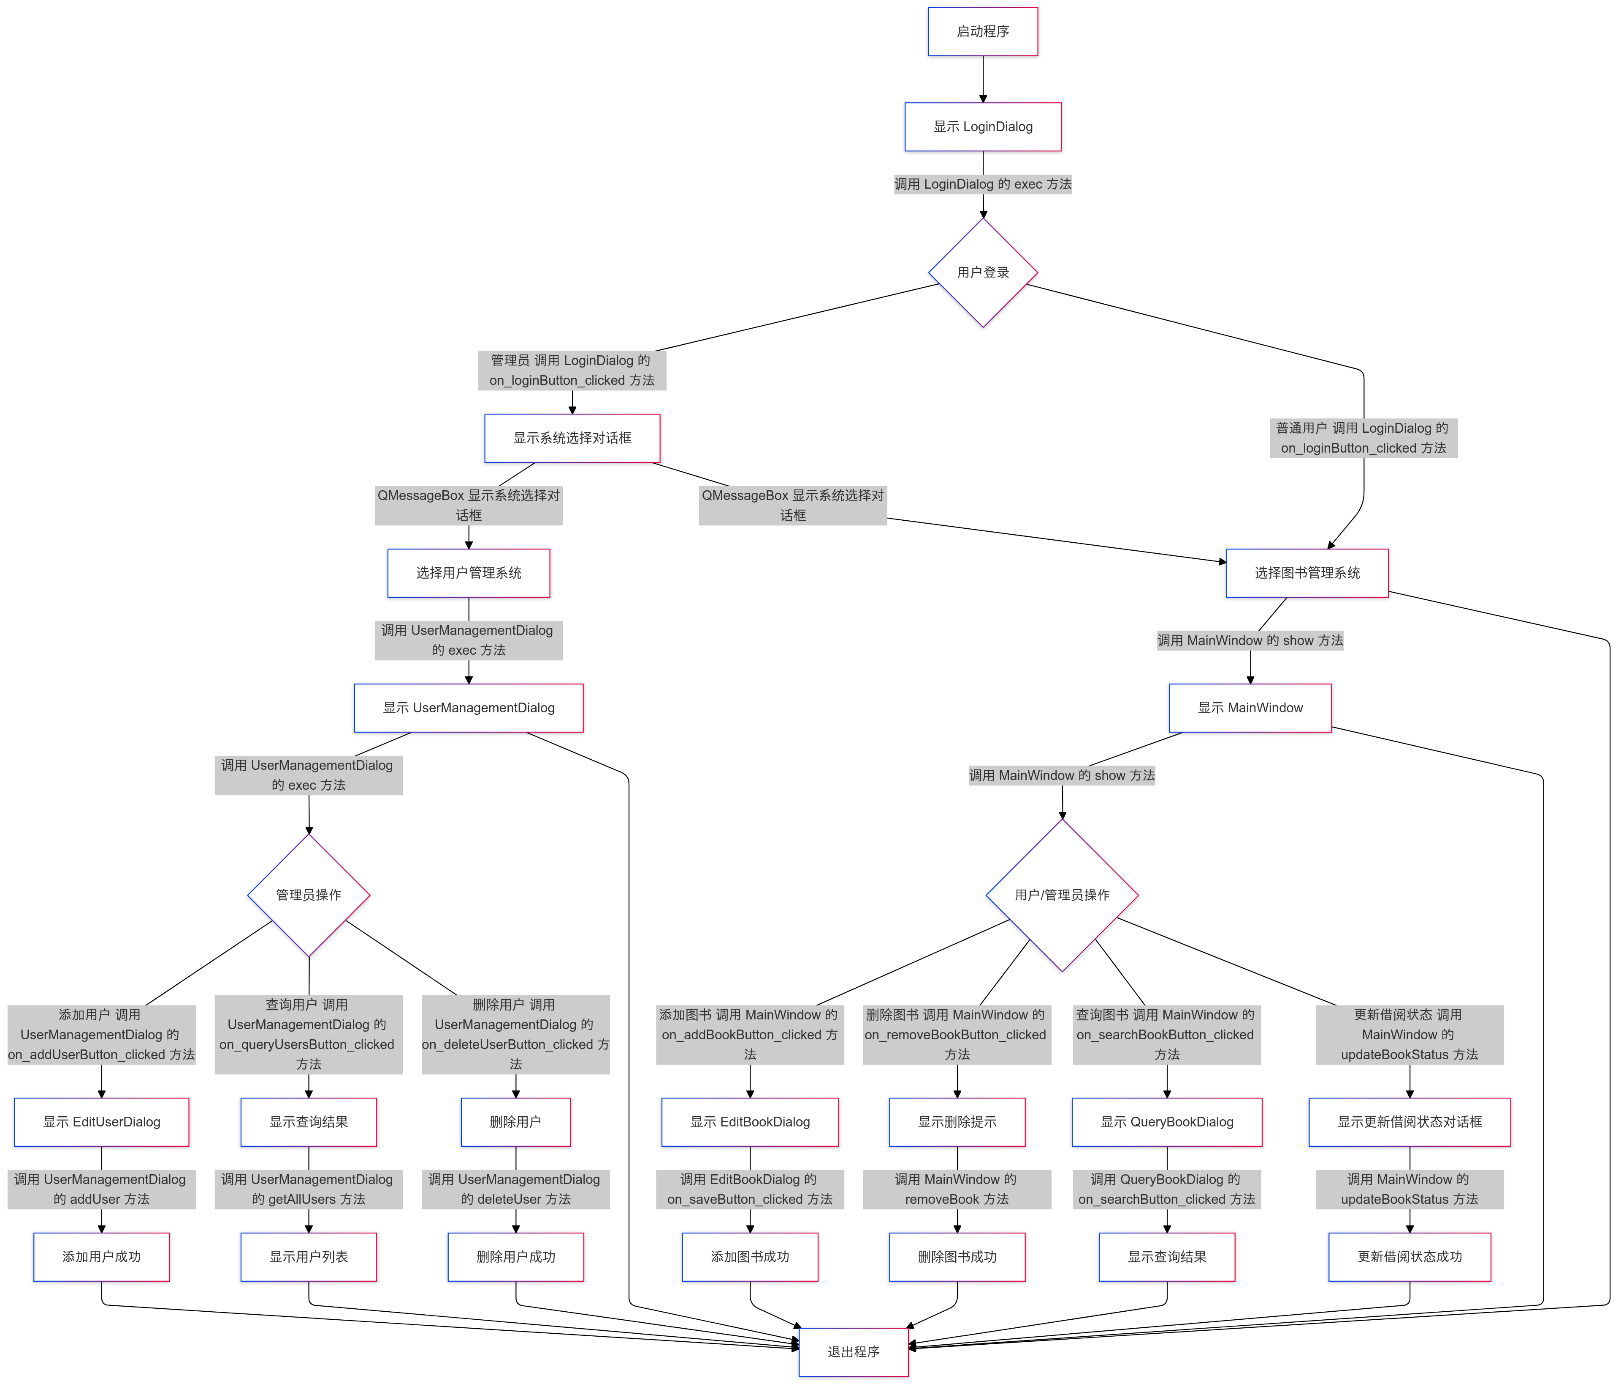 启动程序
显示 LoginDialog
调用 LoginDialog 的 exec 方法
用户登录
管理员 调用 LoginDialog 的
on_loginButton_clicked 方法
普通用户 调用 LoginDialog 的
on_loginButton_clicked 方法
显示系统选择对话框
QMessageBox 显示系统选择对
话框
QMessageBox 显示系统选择对
话框
选择用户管理系统
选择图书管理系统
调用 UserManagementDialog
的 exec 方法
调用 MainWindow 的 show 方法
显示 UserManagementDialog
显示 MainWindow
调用 UserManagementDialog
的 exec 方法
调用 MainWindow 的 show 方法
管理员操作
用户/管理员操作
添加用户 调用
UserManagementDialog 的
on_addUserButton_clicked 方法
查询用户 调用
UserManagementDialog 的
on_queryUsersButton_clicked
方法
删除用户 调用
UserManagementDialog 的
on_deleteUserButton_clicked 方
法
添加图书 调用 MainWindow 的
on_addBookButton_clicked 方
法
删除图书 调用 MainWindow 的
on_removeBookButton_clicked
方法
查询图书 调用 MainWindow 的
on_searchBookButton_clicked
方法
更新借阅状态 调用
MainWindow 的
updateBookStatus 方法
显示 EditUserDialog
显示查询结果
删除用户
显示 EditBookDialog
显示删除提示
显示 QueryBookDialog
显示更新借阅状态对话框
调用 UserManagementDialog
的 addUser 方法
调用 UserManagementDialog
的 getAllUsers 方法
调用 UserManagementDialog
的 deleteUser 方法
调用 EditBookDialog 的
on_saveButton_clicked 方法
调用 MainWindow 的
removeBook 方法
调用 QueryBookDialog 的
on_searchButton_clicked 方法
调用 MainWindow 的
updateBookStatus 方法
添加用户成功
显示用户列表
删除用户成功
添加图书成功
删除图书成功
显示查询结果
更新借阅状态成功
退出程序